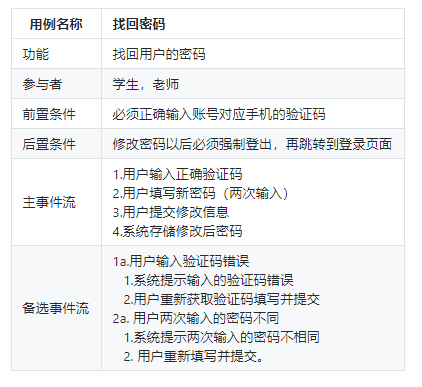 用例名称 找回密码
功能 找回用户的密码
参与者 学生，老师
前置条件 必须正确输入账号对应手机的验证码
后置条件 修改密码以后必须强制登出，再跳转到登录页面
主事件流
1.用户输入正确验证码
2.用户填写新密码（两次输入）
3.用户提交修改信息
4.系统存储修改后密码
备选事件流
1a.用户输入验证码错误
1.系统提示输入的验证码错误
2.用户重新获取验证码填写并提交
2a. 用户两次输入的密码不同
1.系统提示两次输入的密码不相同
2. 用户重新填写并提交。